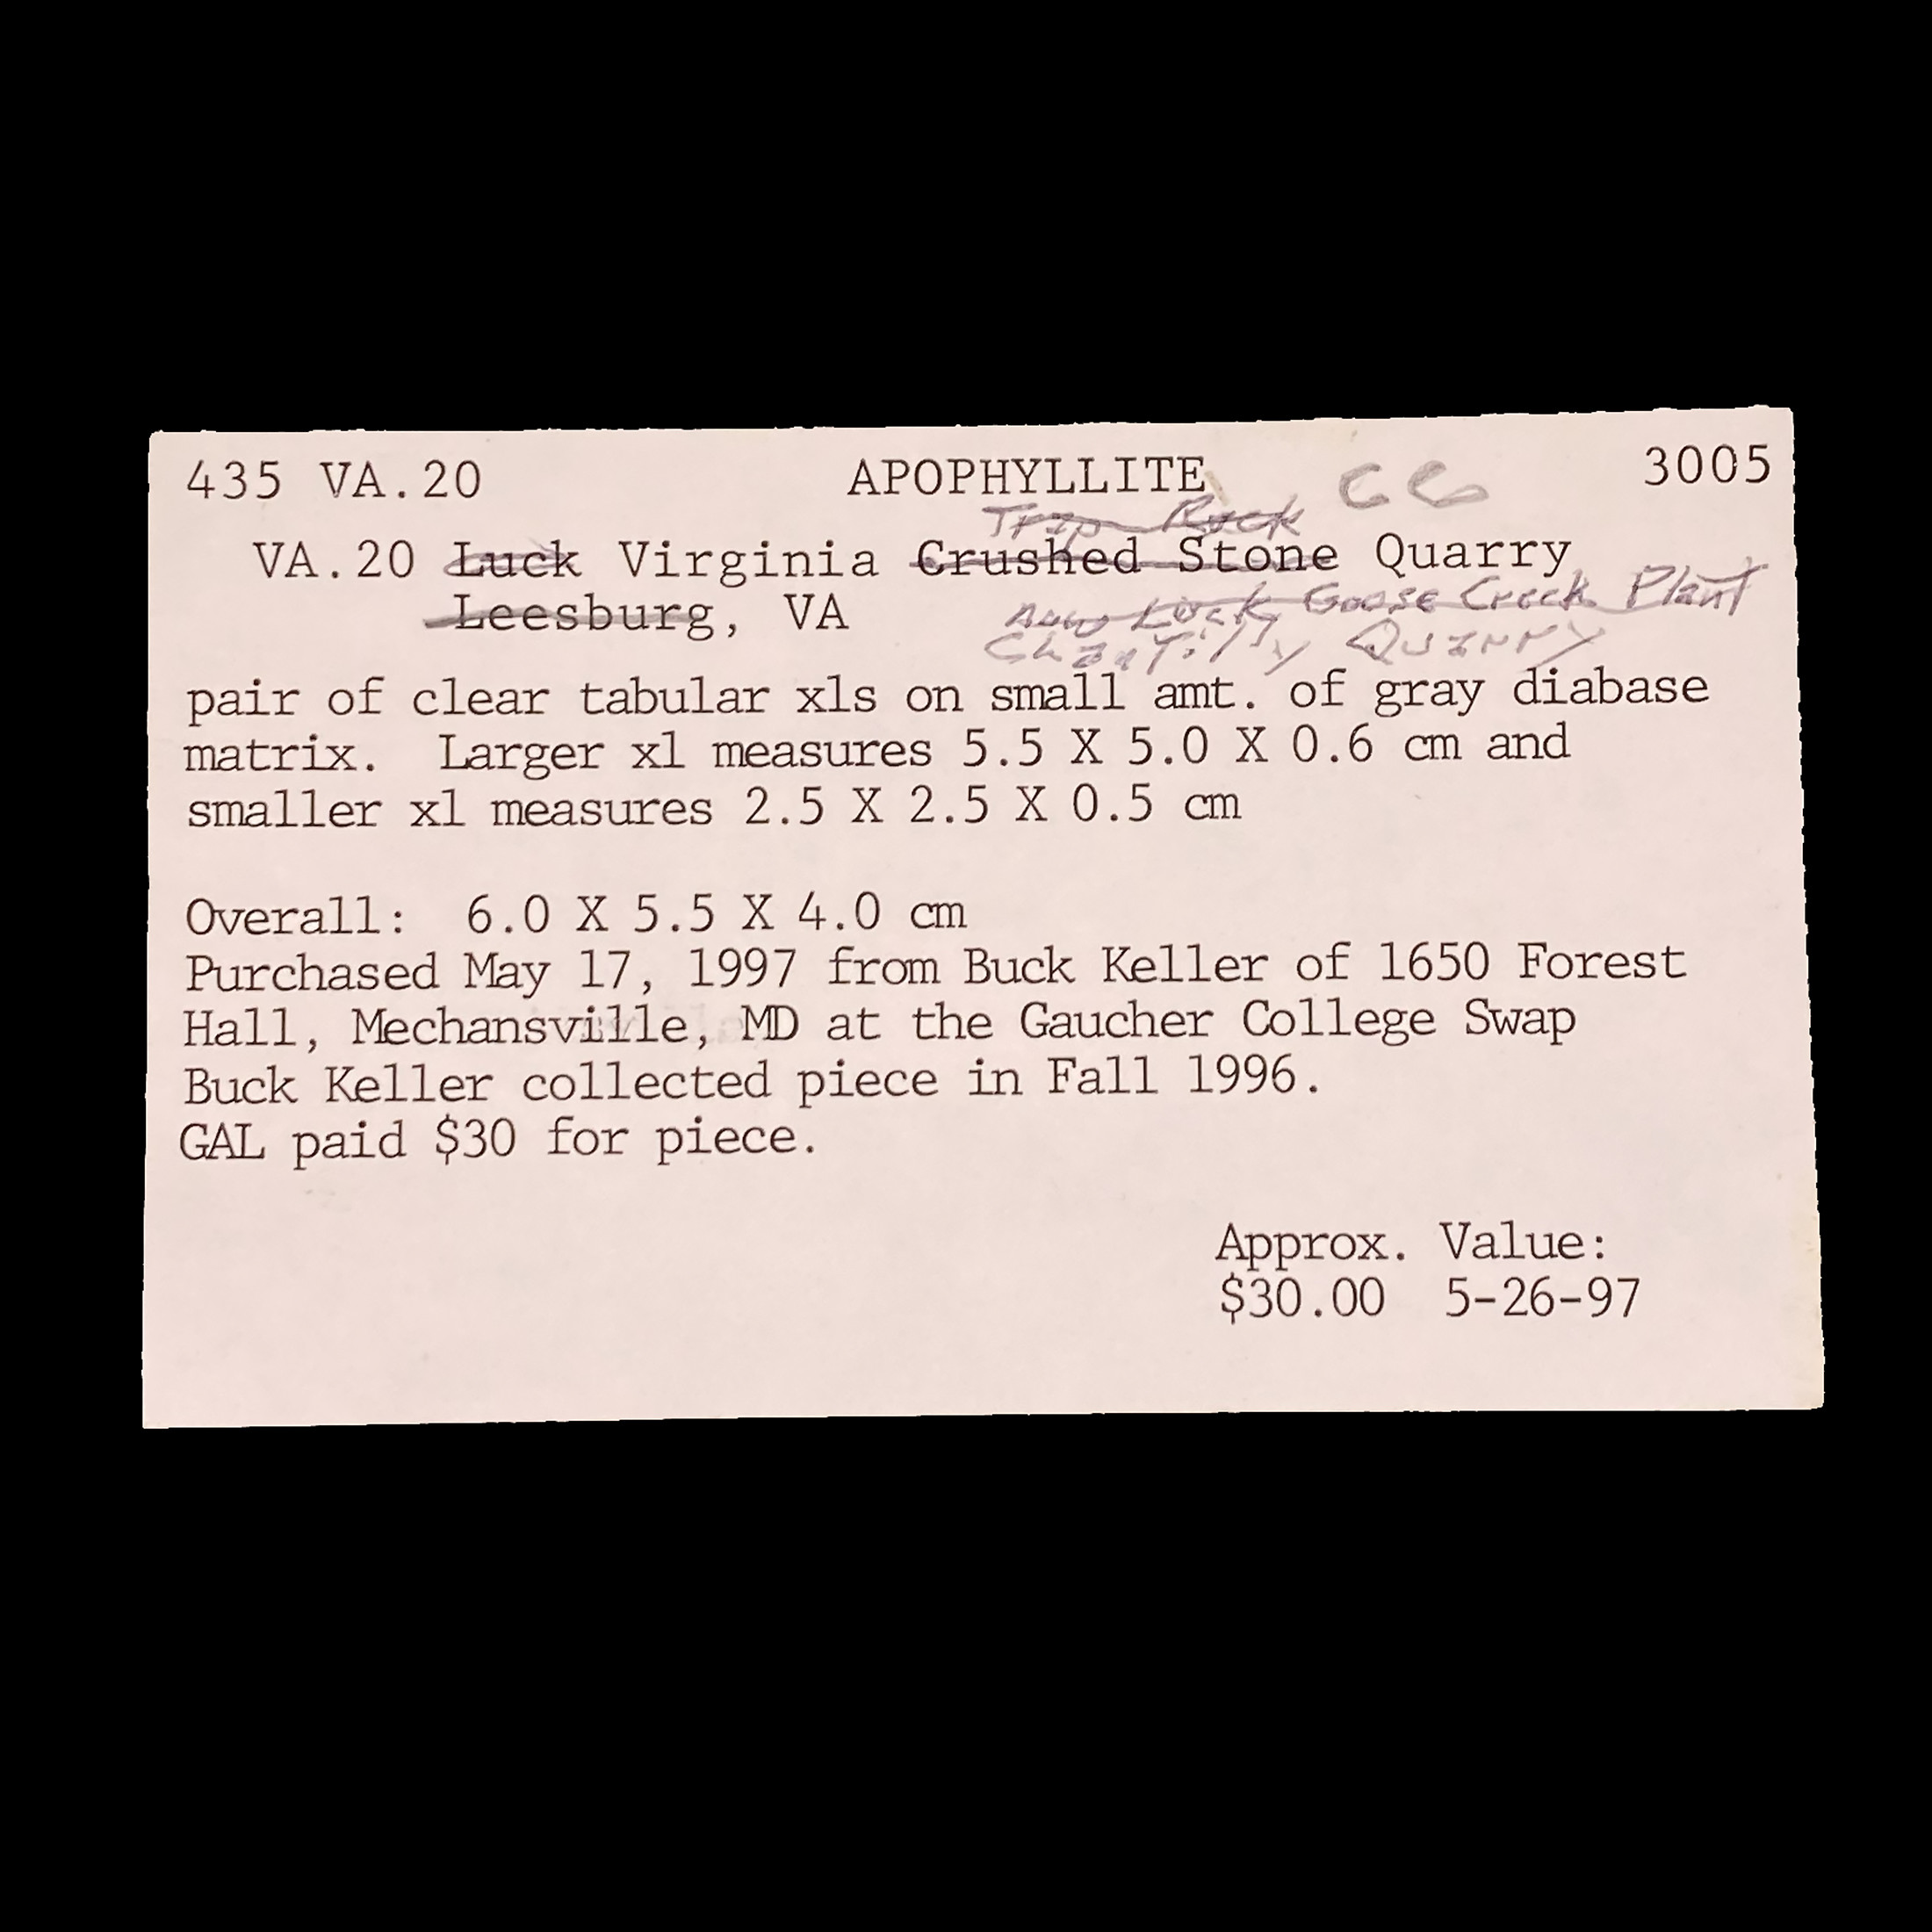 435 VA.20 APOPHYLLITE 3005
Trap Rock
VA.20 Luck Virginia Crushed Stone Quarry
Leesburg, VA
now Luck Goose Creek Plant
Chantilly Quarry
pair of clear tabular xls on small amt. of gray diabase
matrix. Larger xl measures 5.5 X 5.0 X 0.6 cm and
smaller xl measures 2.5 X 2.5 X 0.5 cm
Overall: 6.0 X 5.5 X 4.0 cm
Purchased May 17, 1997 from Buck Keller of 1650 Forest
Hall, Mechansville, MD at the Gaucher College Swap
Buck Keller collected piece in Fall 1996.
GAL paid $30 for piece.
Approx. Value:
$30.00 5-26-97